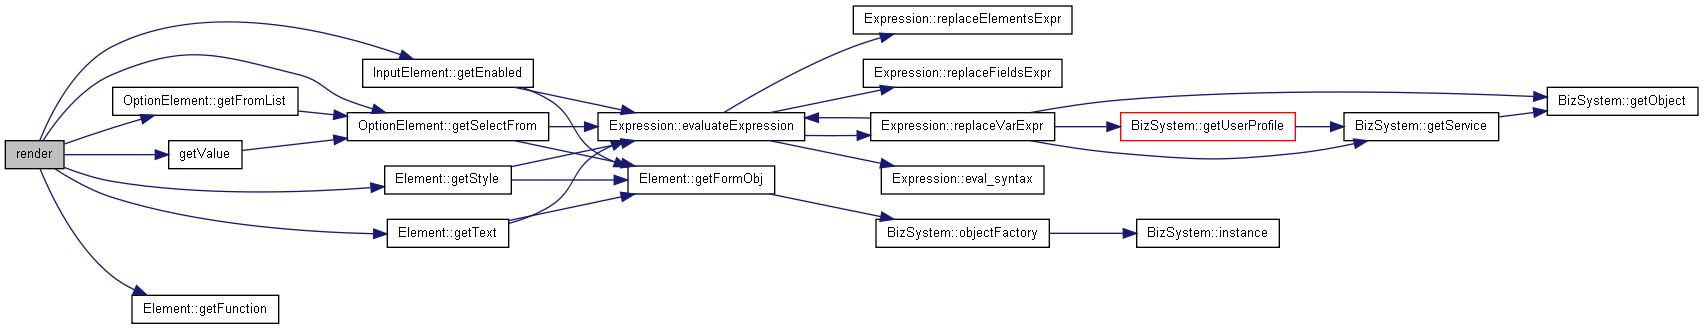 render
InputElement::getEnabled
OptionElement::getFromList
OptionElement::getSelectFrom
getValue
Element::getStyle
Element::getText
Element::getFunction
Expression::evaluateExpression
Element::getFormObj
Expression::replaceElementsExpr
Expression::replaceFieldsExpr
Expression::replaceVarExpr
Expression::eval_syntax
BizSystem::objectFactory
BizSystem::getUserProfile
BizSystem::instance
BizSystem::getService
BizSystem::getObject